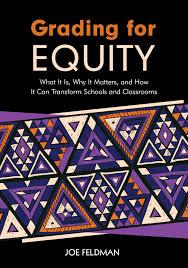 Grading for
EQUITY
What It Is, Why It Matters, and How
It Can Transform Schools and Classrooms
JOE FELDMAN